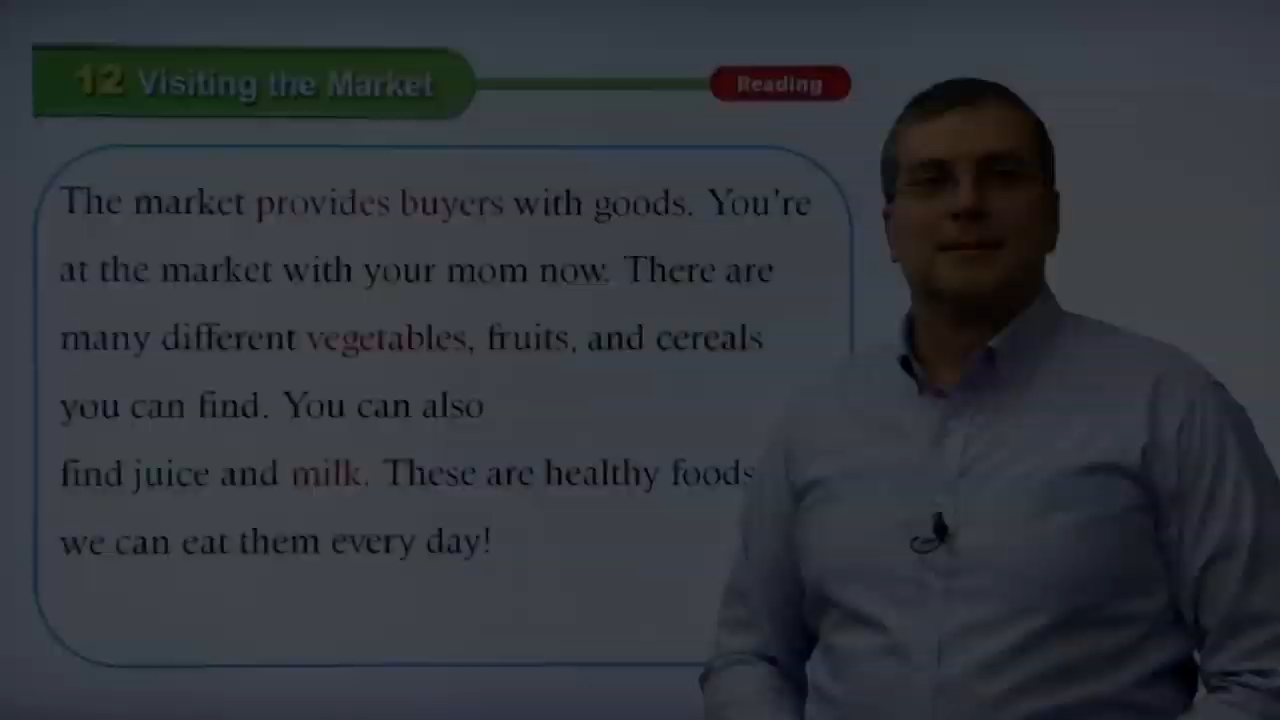 12 Visiting the Market
Reading
The market provides buyers with goods. You're
at the market with your mom now. There are
many different vegetables, fruits, and cereals
you can find. You can also
find juice and milk. These are healthy foods
we can eat them every day!